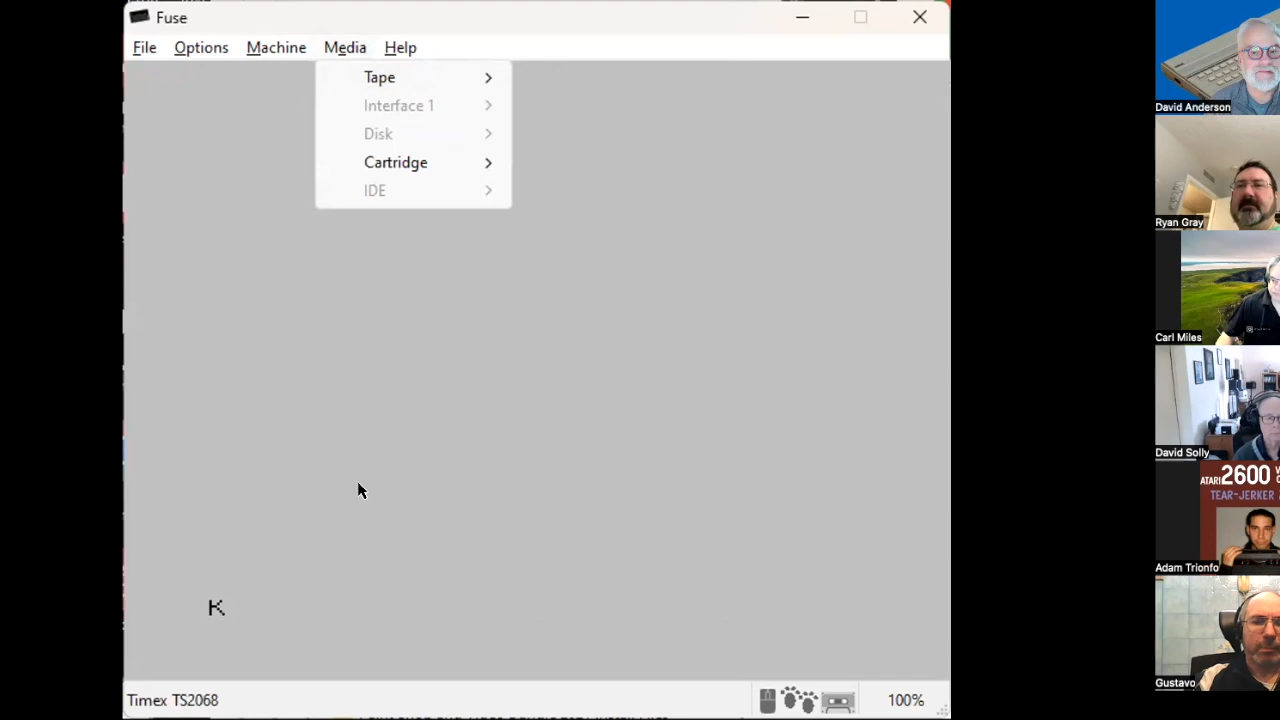 Fuse
File Options Machine Media Help
Tape
Interface 1
Disk
Cartridge
IDE
K
Timex TS2068
100%
David Anderson
Ryan Gray
Carl Miles
David Solly
ATARI 2600
TEAR-JERKER
Adam Trionfo
Gustavo